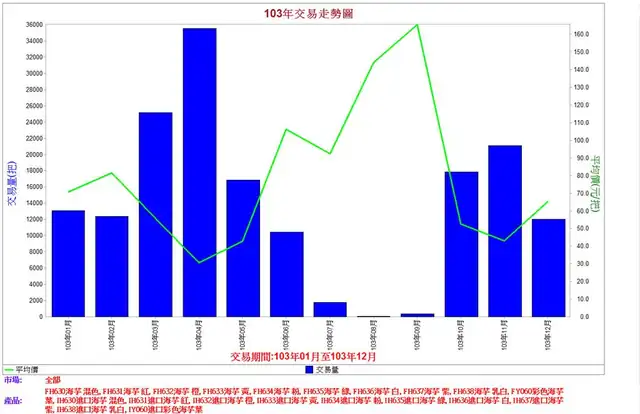 103年交易走勢圖
交易量(把)
36000
34000
32000
30000
28000
26000
24000
22000
20000
18000
16000
14000
12000
10000
8000
6000
4000
2000
0
160.0
150.0
140.0
130.0
120.0
110.0
100.0
90.0
80.0
70.0
60.0
50.0
40.0
30.0
20.0
10.0
0.0
平均價(元/把)
103年01月
103年02月
103年03月
103年04月
103年05月
103年06月
103年07月
103年08月
103年09月
103年10月
103年11月
103年12月
交易期間:103年01月至103年12月
平均價
交易量(把)
市場: 全部
產品: FH630海芋 混色, FH631海芋 紅, FH632海芋 橙, FH633海芋 黃, FH634海芋 粉, FH635海芋 綠, FH636海芋 白, FH637海芋 紫, FH638海芋 乳白, FY060彩色海芋
葉, IH630進口海芋 混色, IH631進口海芋 紅, IH632進口海芋 橙, IH633進口海芋 黃, IH634進口海芋 粉, IH635進口海芋 綠, IH636進口海芋 白, IH637進口海芋
紫, IH638進口海芋 乳白, IY060進口彩色海芋葉